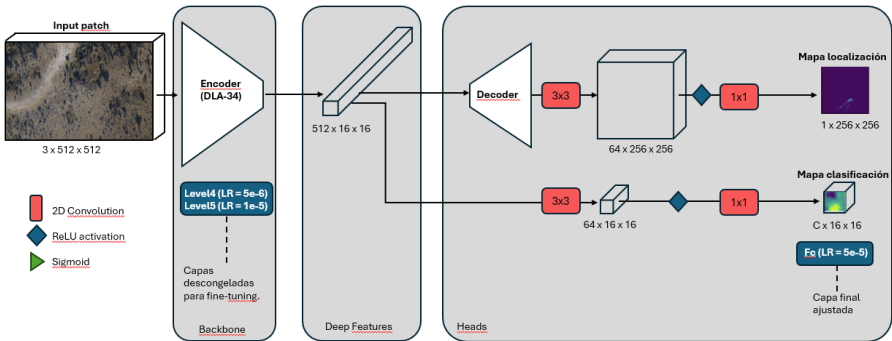 Input patch
3 x 512 x 512
2D Convolution
ReLU activation
Sigmoid
Encoder
(DLA-34)
Level4 (LR = 5e-6)
Level5 (LR = 1e-5)
Capas
descongeladas
para fine-tuning.
Backbone
512 x 16 x 16
Deep Features
Decoder
3x3
64 x 256 x 256
1x1
Mapa localización
1 x 256 x 256
3x3
64 x 16 x 16
1x1
Mapa clasificación
C x 16 x 16
Fc (LR = 5e-5)
Capa final
ajustada
Heads